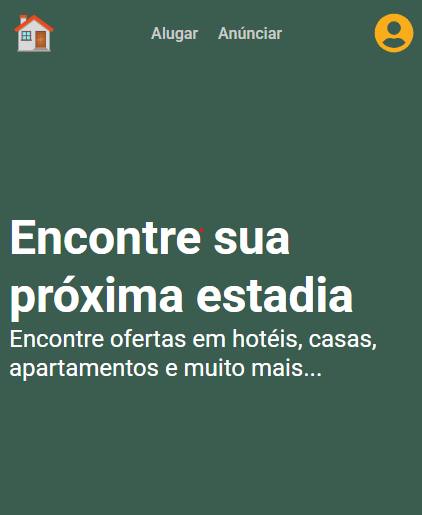 Alugar Anúnciar
Encontre sua
próxima estadia
Encontre ofertas em hotéis, casas,
apartamentos e muito mais...